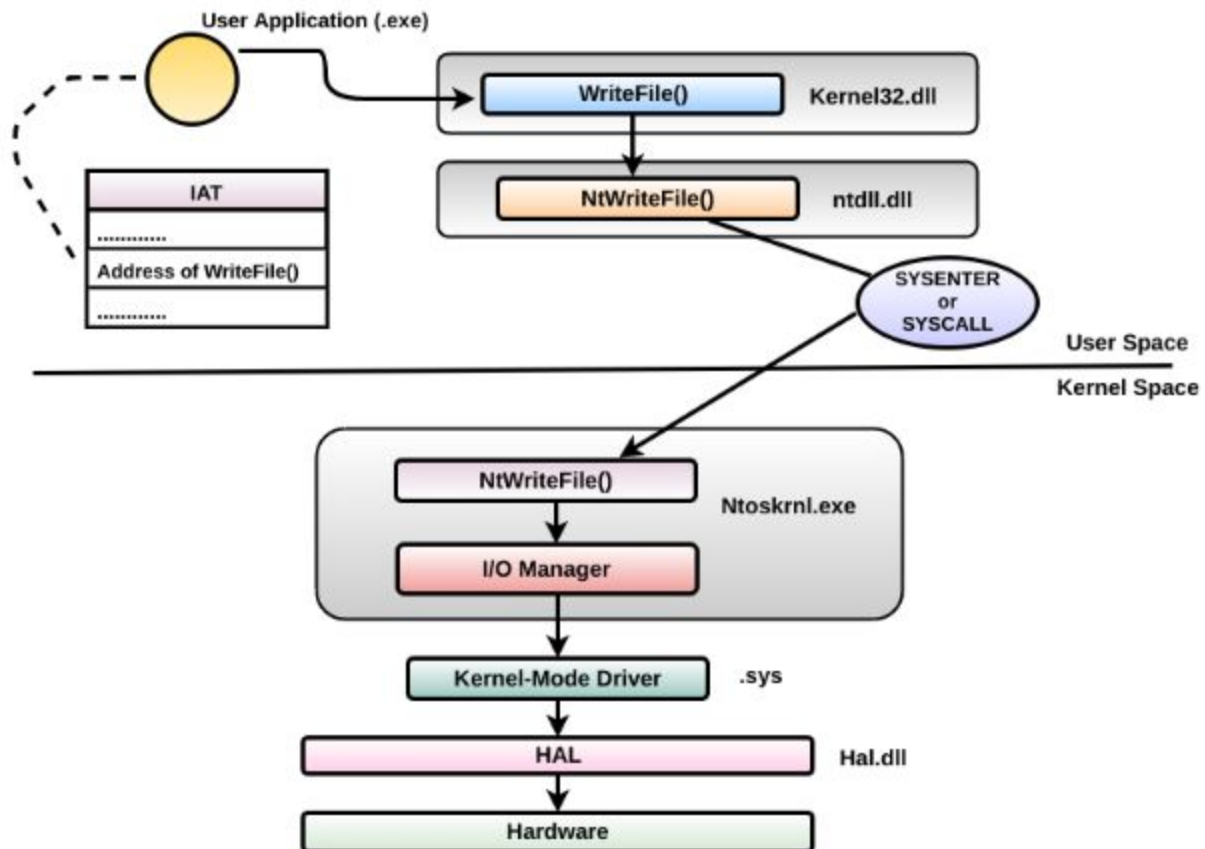 User Application (.exe)
WriteFile()
Kernel32.dll
NtWriteFile()
ntdll.dll
IAT
............
Address of WriteFile()
............
SYSENTER
or
SYSCALL
User Space
Kernel Space
NtWriteFile()
Ntoskrnl.exe
I/O Manager
Kernel-Mode Driver
.sys
HAL
Hal.dll
Hardware